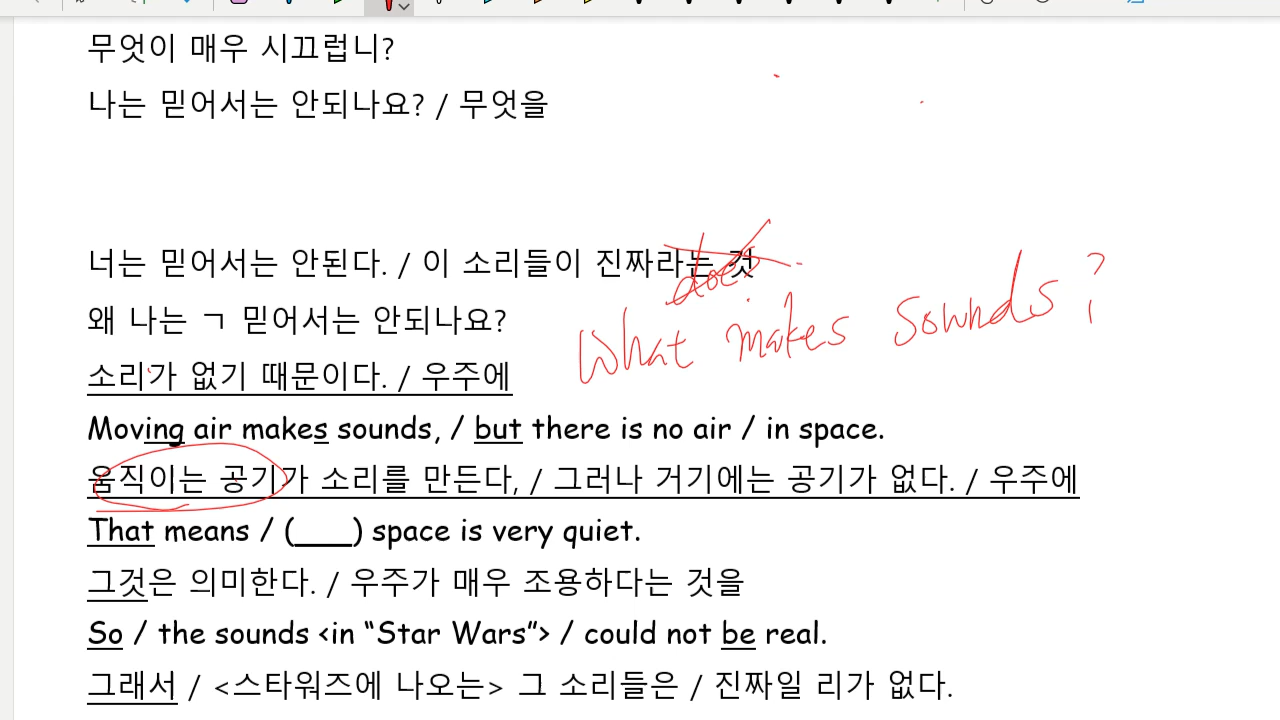 무엇이 매우 시끄럽니?
나는 믿어서는 안되나요? / 무엇을
너는 믿어서는 안된다. / 이 소리들이 진짜라는 것
does
왜 나는 ㄱ 믿어서는 안되나요?
What makes sounds?
소리가 없기 때문이다. / 우주에
Moving air makes sounds, / but there is no air / in space.
움직이는 공기가 소리를 만든다, / 그러나 거기에는 공기가 없다. / 우주에
That means / (___) space is very quiet.
그것은 의미한다. / 우주가 매우 조용하다는 것을
So / the sounds <in “Star Wars”> / could not be real.
그래서 / <스타워즈에 나오는> 그 소리들은 / 진짜일 리가 없다.